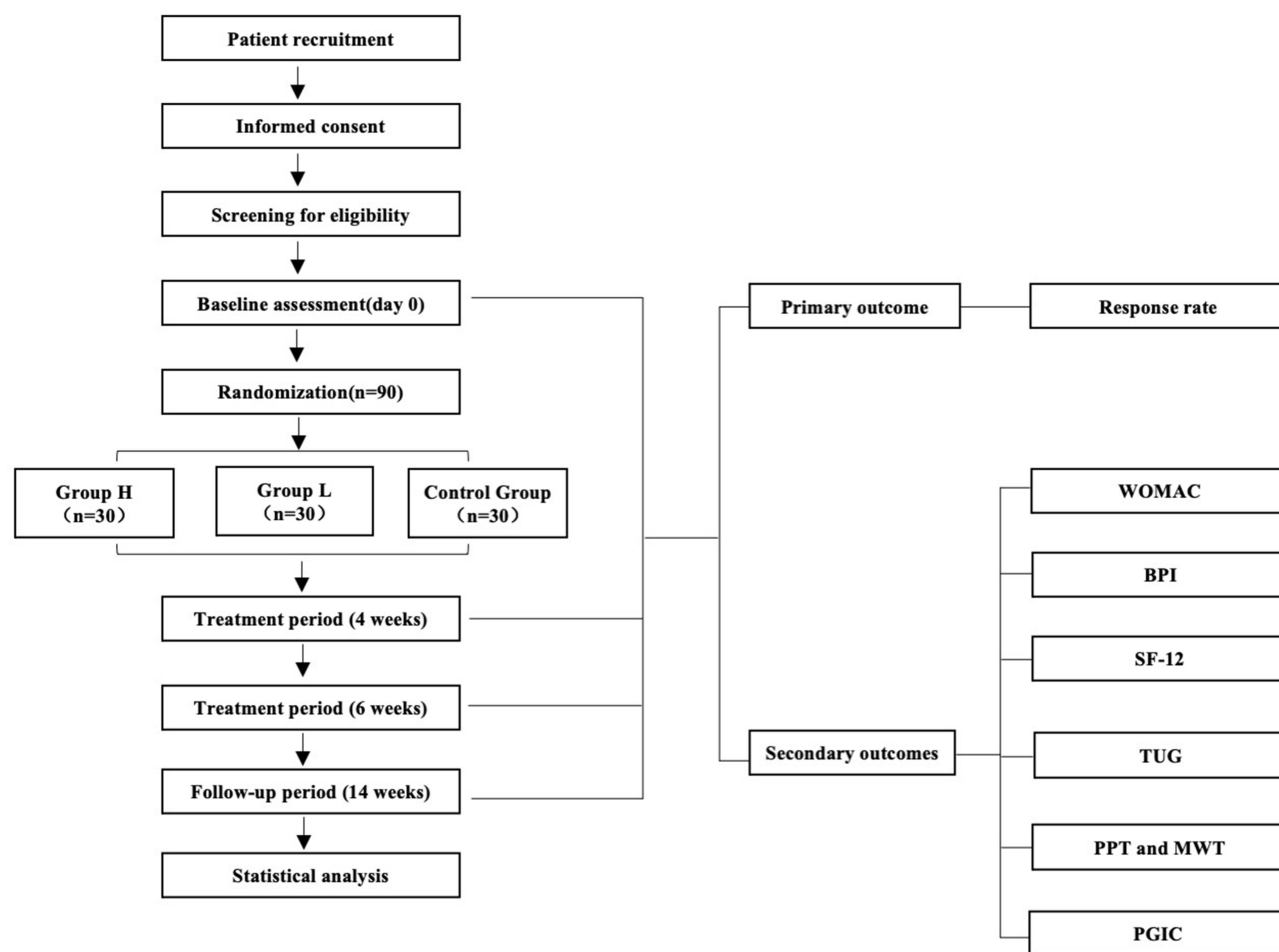 Patient recruitment
Informed consent
Screening for eligibility
Baseline assessment(day 0)
Randomization(n=90)
Group H
（n=30）
Group L
（n=30）
Control Group
（n=30）
Treatment period (4 weeks)
Treatment period (6 weeks)
Follow-up period (14 weeks)
Statistical analysis
Primary outcome
Response rate
Secondary outcomes
WOMAC
BPI
SF-12
TUG
PPT and MWT
PGIC